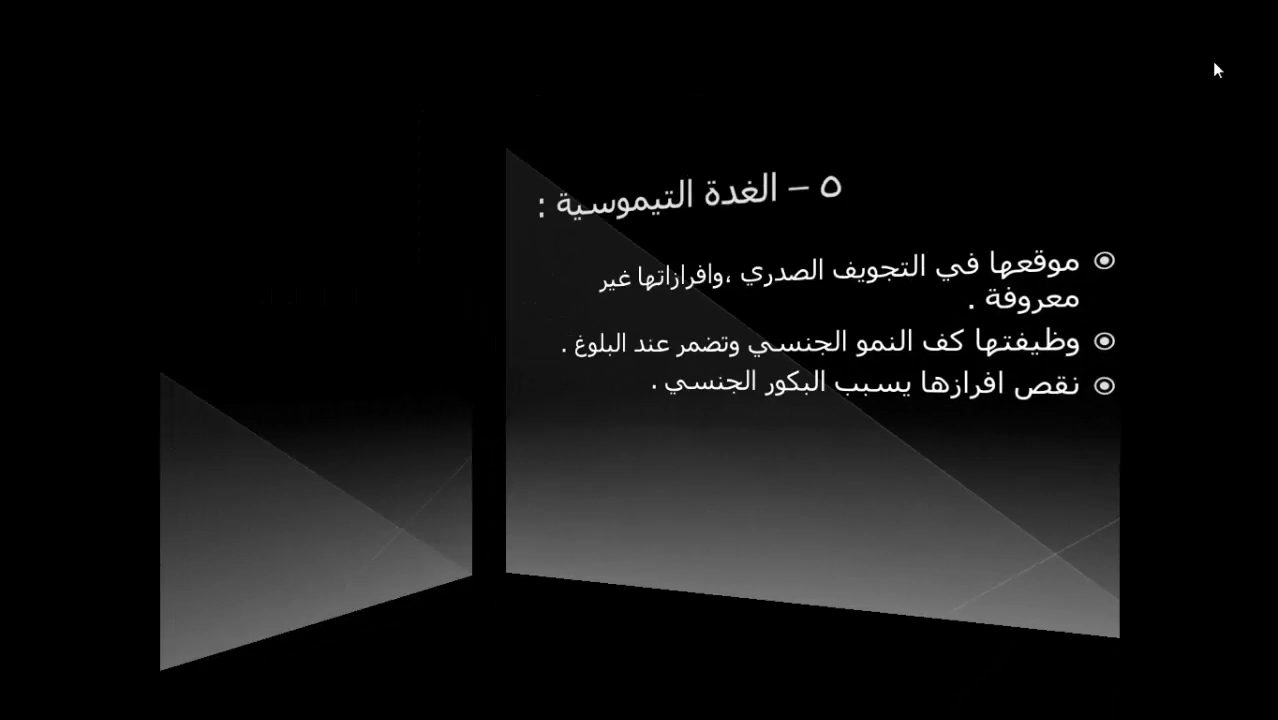 ٥ – الغدة التيموسية :
موقعها في التجويف الصدري ،وافرازاتها غير
معروفة .
وظيفتها كف النمو الجنسي وتضمر عند البلوغ .
نقص افرازها يسبب البكور الجنسي .